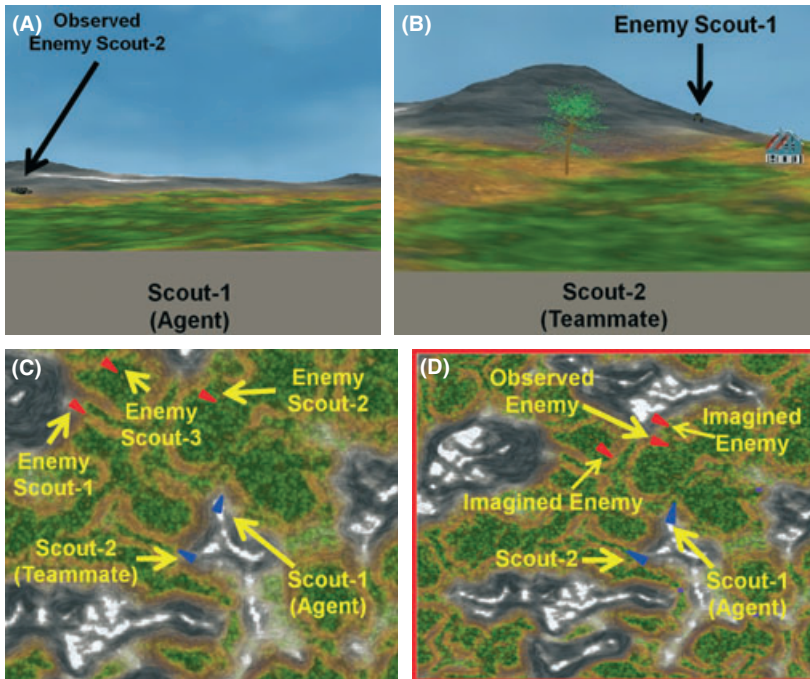 (A)
Observed
Enemy Scout-2
Scout-1
(Agent)
(B)
Enemy Scout-1
Scout-2
(Teammate)
(C)
Enemy
Scout-2
Enemy
Scout-3
Enemy
Scout-1
Scout-2
(Teammate)
Scout-1
(Agent)
(D)
Observed
Enemy
Imagined
Enemy
Imagined Enemy
Scout-2
Scout-1
(Agent)